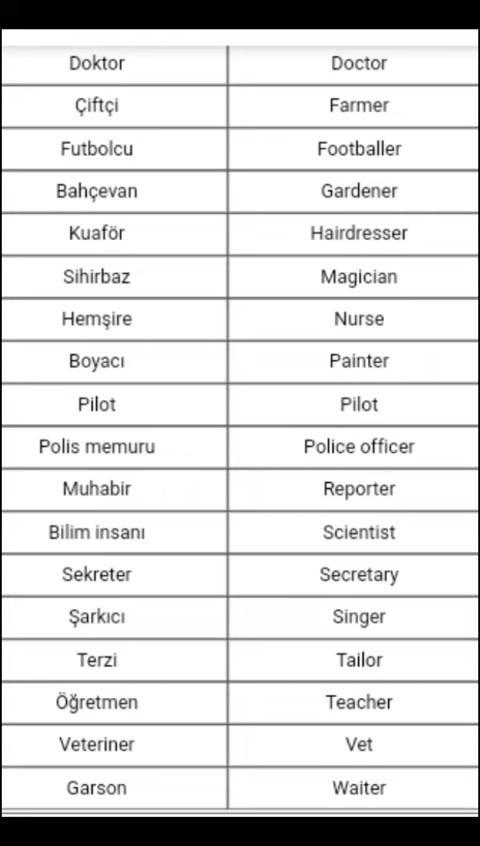 Doktor Doctor
Çiftçi Farmer
Futbolcu Footballer
Bahçevan Gardener
Kuaför Hairdresser
Sihirbaz Magician
Hemşire Nurse
Boyacı Painter
Pilot Pilot
Polis memuru Police officer
Muhabir Reporter
Bilim insanı Scientist
Sekreter Secretary
Şarkıcı Singer
Terzi Tailor
Öğretmen Teacher
Veteriner Vet
Garson Waiter